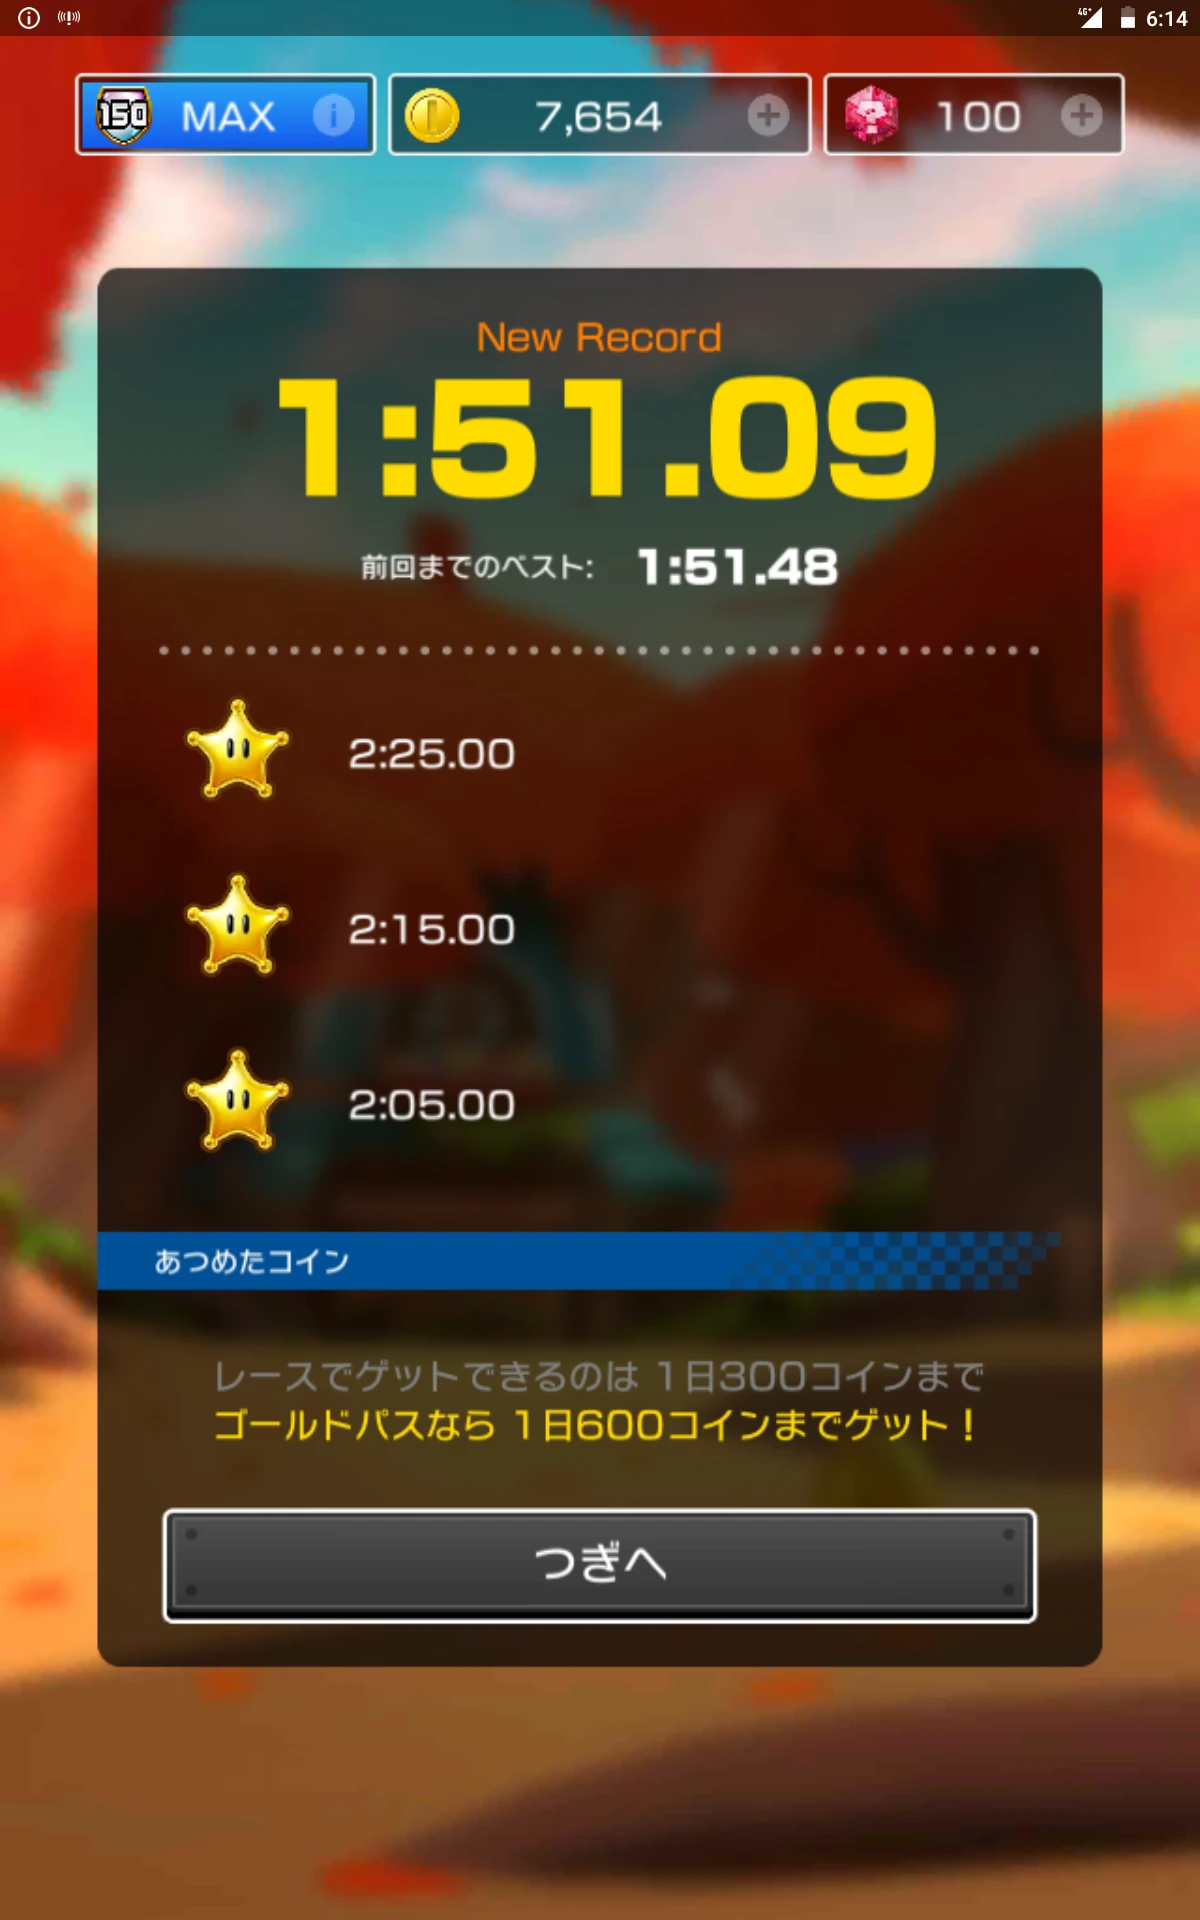 6:14
150 MAX 7,654 100
New Record
1:51.09
前回までのベスト: 1:51.48
2:25.00
2:15.00
2:05.00
あつめたコイン
レースでゲットできるのは 1日300コインまで
ゴールドパスなら 1日600コインまでゲット！
つぎへ